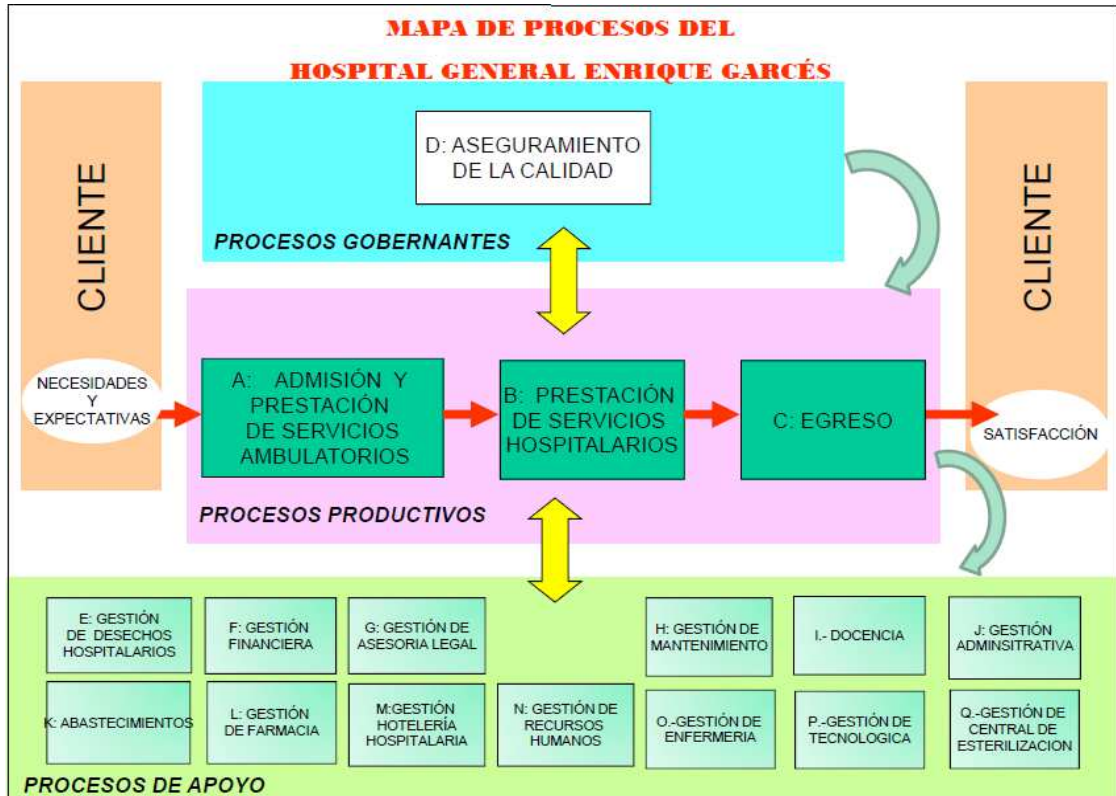 MAPA DE PROCESOS DEL
HOSPITAL GENERAL ENRIQUE GARCÉS
CLIENTE
NECESIDADES
Y
EXPECTATIVAS
D: ASEGURAMIENTO
DE LA CALIDAD
PROCESOS GOBERNANTES
A: ADMISIÓN Y
PRESTACIÓN
DE SERVICIOS
AMBULATORIOS
B: PRESTACIÓN
DE SERVICIOS
HOSPITALARIOS
C: EGRESO
PROCESOS PRODUCTIVOS
CLIENTE
SATISFACCIÓN
E: GESTIÓN
DE DESECHOS
HOSPITALARIOS
F: GESTIÓN
FINANCIERA
G: GESTIÓN DE
ASESORIA LEGAL
H: GESTIÓN DE
MANTENIMIENTO
I.- DOCENCIA
J: GESTIÓN
ADMINSITRATIVA
K: ABASTECIMIENTOS
L: GESTIÓN
DE FARMACIA
M:GESTIÓN
HOTELERÍA
HOSPITALARIA
N: GESTIÓN DE
RECURSOS
HUMANOS
O.-GESTIÓN DE
ENFERMERIA
P.-GESTIÓN DE
TECNOLOGICA
Q.-GESTIÓN DE
CENTRAL DE
ESTERILIZACION
PROCESOS DE APOYO